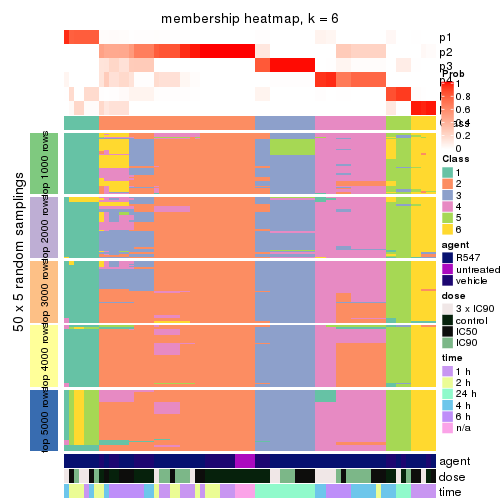 membership heatmap, k = 6
p1
p2
p3
Prob
1
0.8
0.6
0.4
0.2
0
Class
1
2
3
4
5
6
agent
R547
untreated
vehicle
dose
3 x IC90
control
IC50
IC90
time
1 h
2 h
24 h
4 h
6 h
n/a
50 x 5 random samplings
top 1000 rows
top 2000 rows
top 3000 rows
top 4000 rows
top 5000 rows
agent
dose
time